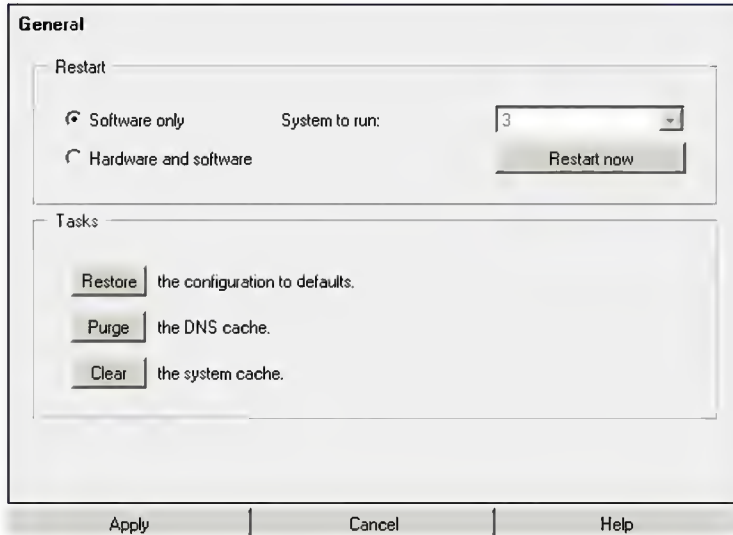 General
Restart
Software only System to run: 3
Hardware and software Restart now
Tasks
Restore the configuration to defaults.
Purge the DNS cache.
Clear the system cache.
Apply Cancel Help